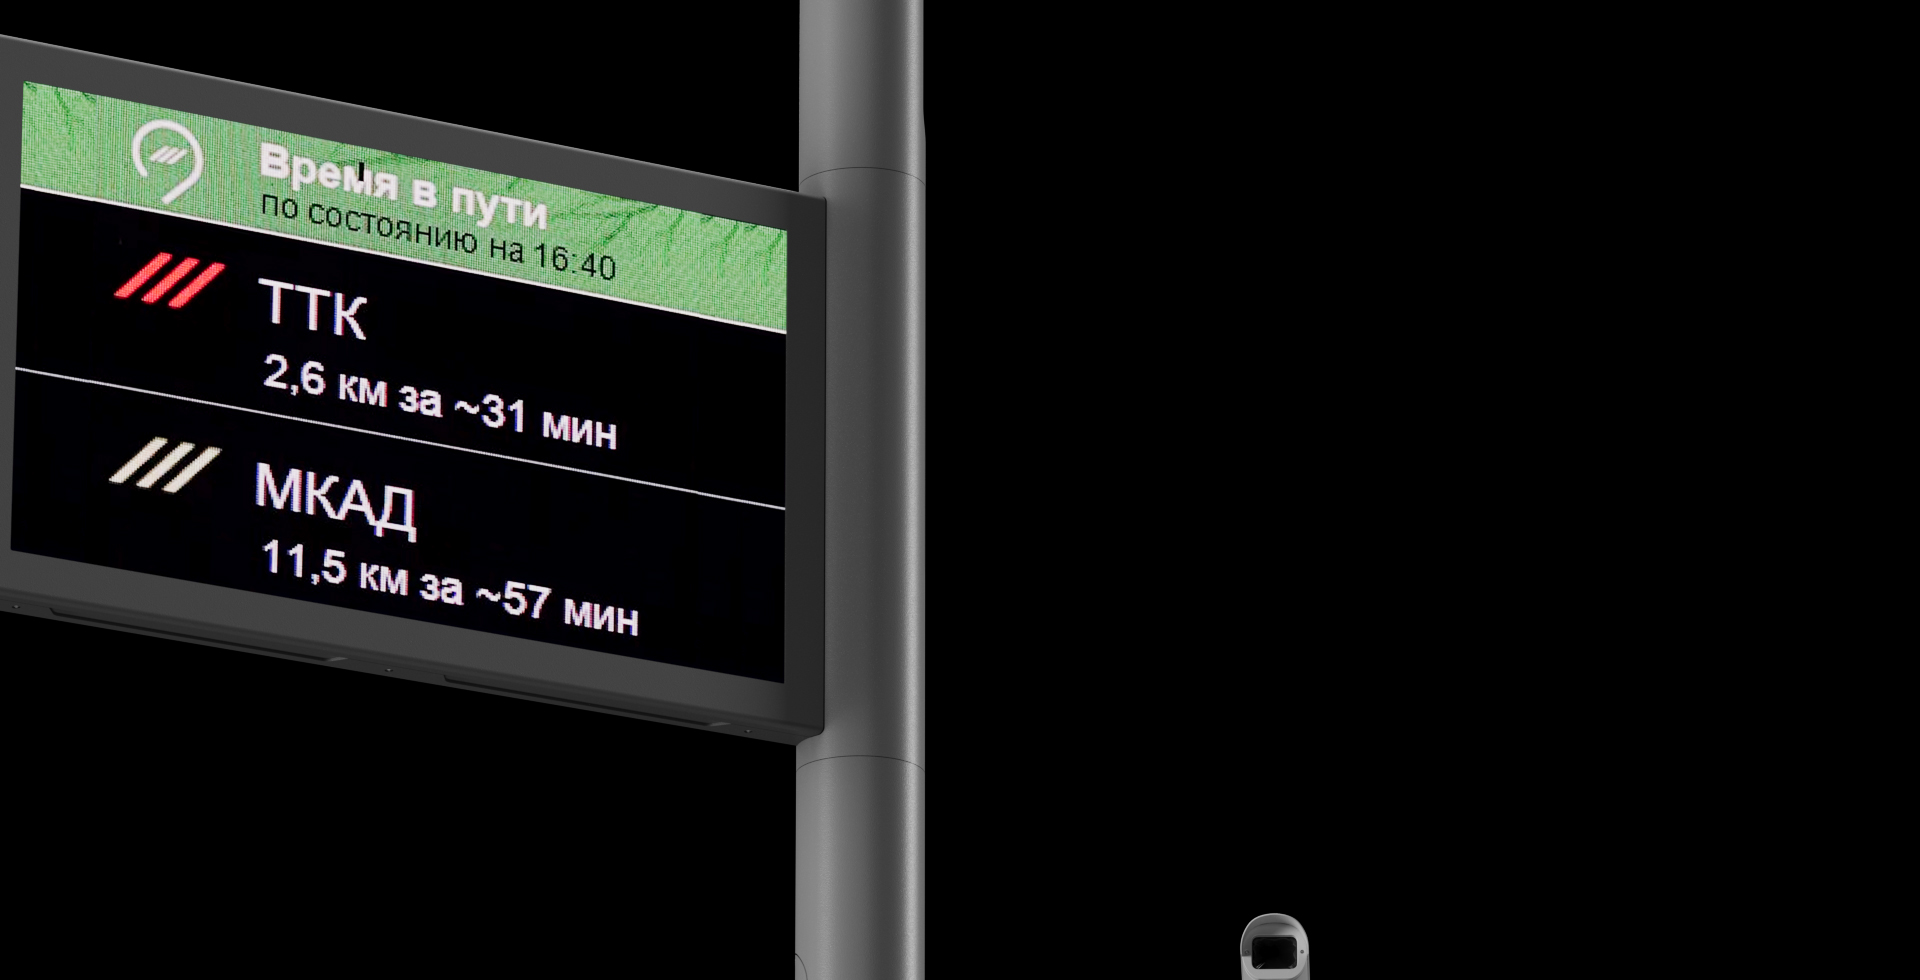 Время в пути
по состоянию на 16:40
ТТК
2,6 км за ~31 мин
МКАД
11,5 км за ~57 мин